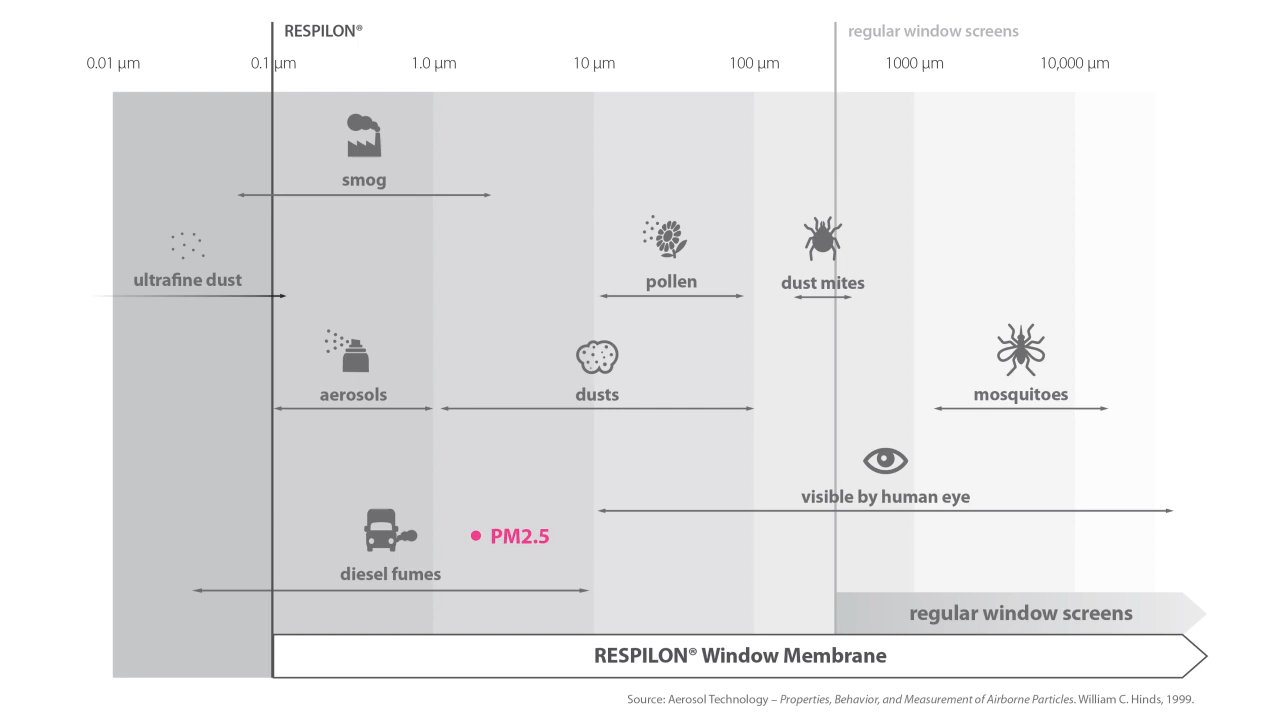 RESPILON®
regular window screens
0.01 µm
0.1 µm
1.0 µm
10 µm
100 µm
1000 µm
10,000 µm
smog
ultrafine dust
pollen
dust mites
aerosols
dusts
mosquitoes
visible by human eye
PM2.5
diesel fumes
regular window screens
RESPILON® Window Membrane
Source: Aerosol Technology – Properties, Behavior, and Measurement of Airborne Particles. William C. Hinds, 1999.